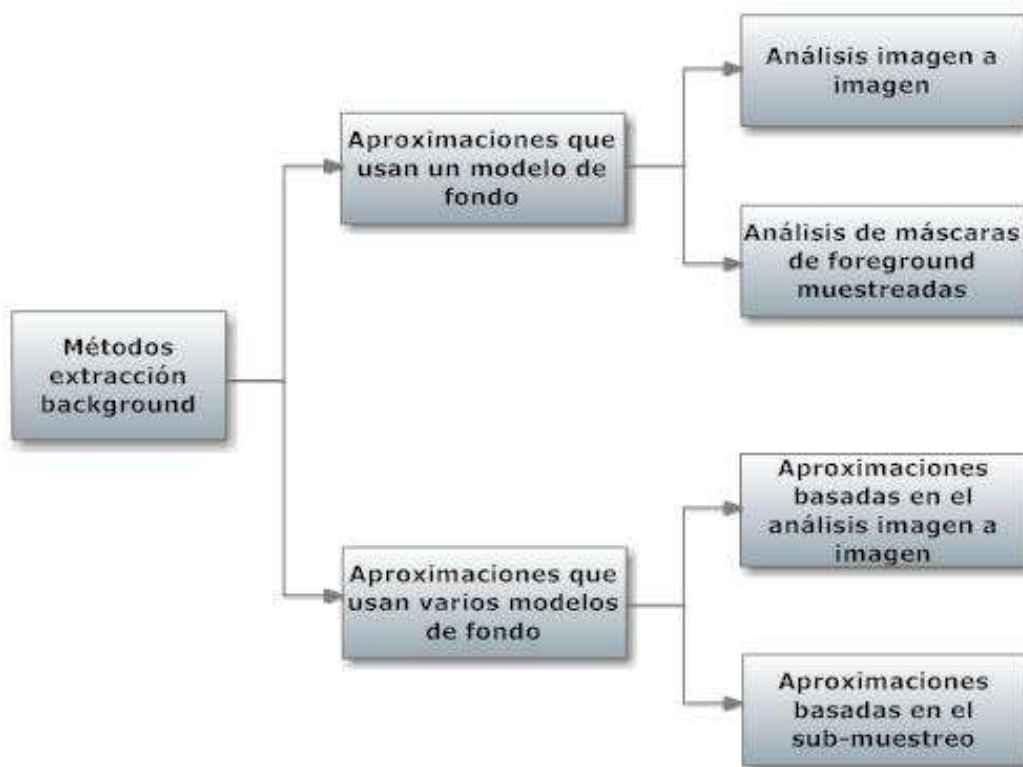 Métodos
extracción
background
Aproximaciones que
usan un modelo de
fondo
Análisis imagen a
imagen
Análisis de máscaras
de foreground
muestreadas
Aproximaciones que
usan varios modelos
de fondo
Aproximaciones
basadas en el
análisis imagen a
imagen
Aproximaciones
basadas en el
sub-muestreo